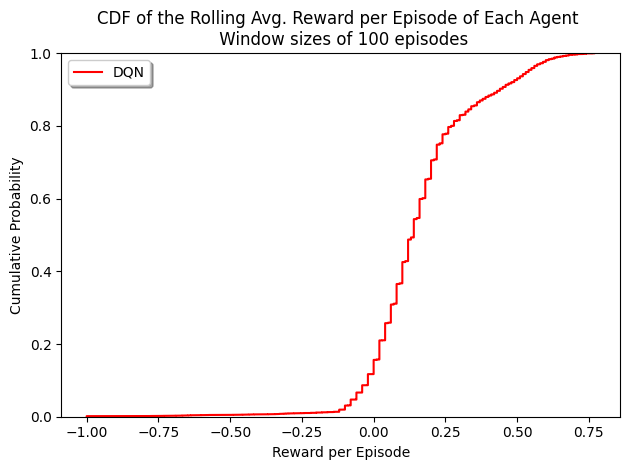 CDF of the Rolling Avg. Reward per Episode of Each Agent
Window sizes of 100 episodes
DQN
Cumulative Probability
1.0
0.8
0.6
0.4
0.2
0.0
−1.00 −0.75 −0.50 −0.25 0.00 0.25 0.50 0.75
Reward per Episode